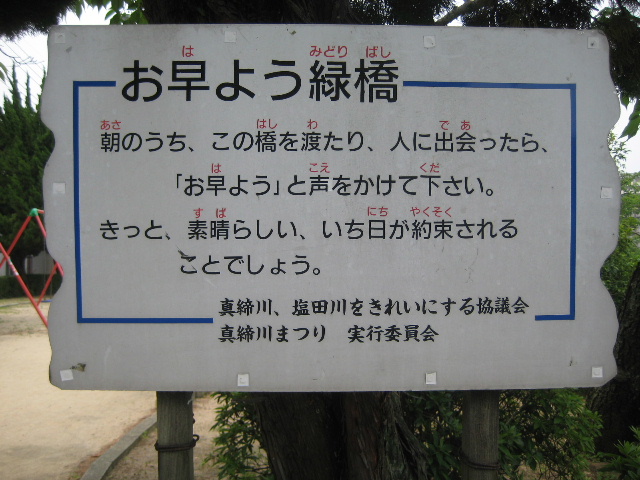 お早よう緑橋
朝のうち、この橋を渡たり、人に出会ったら、
「お早よう」と声をかけて下さい。
きっと、素晴らしい、いち日が約束される
ことでしょう。
真締川、塩田川をきれいにする協議会
真締川まつり 実行委員会